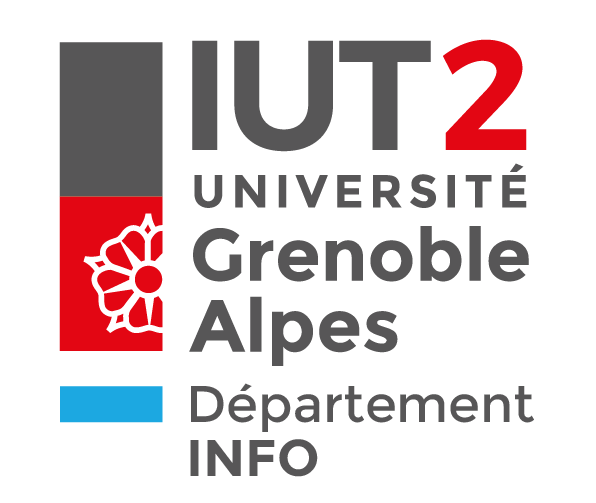 IUT2
UNIVERSITÉ
Grenoble
Alpes
Département
INFO